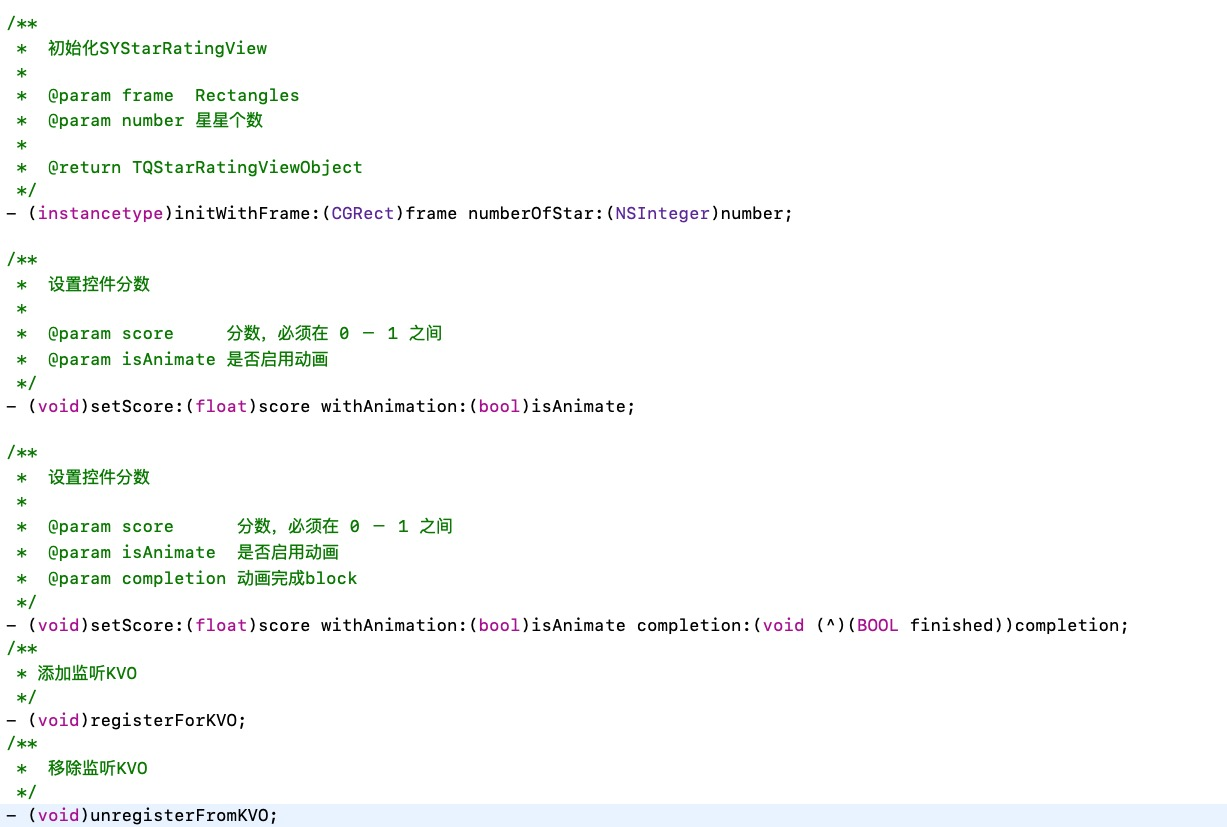 /**
 *  初始化SYStarRatingView
 *
 *  @param frame  Rectangles
 *  @param number 星星个数
 *
 *  @return TQStarRatingViewObject
 */
- (instancetype)initWithFrame:(CGRect)frame numberOfStar:(NSInteger)number;

/**
 *  设置控件分数
 *
 *  @param score     分数，必须在 0 － 1 之间
 *  @param isAnimate 是否启用动画
 */
- (void)setScore:(float)score withAnimation:(bool)isAnimate;

/**
 *  设置控件分数
 *
 *  @param score      分数，必须在 0 － 1 之间
 *  @param isAnimate  是否启用动画
 *  @param completion 动画完成block
 */
- (void)setScore:(float)score withAnimation:(bool)isAnimate completion:(void (^)(BOOL finished))completion;
/**
 * 添加监听KVO
 */
- (void)registerForKVO;
/**
 *  移除监听KVO
 */
- (void)unregisterFromKVO;